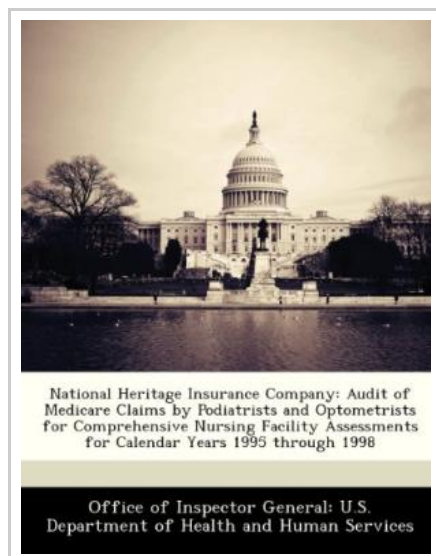 National Heritage Insurance Company: Audit of
Medicare Claims by Podiatrists and Optometrists
for Comprehensive Nursing Facility Assessments
for Calendar Years 1995 through 1998
Office of Inspector General: U.S.
Department of Health and Human Services